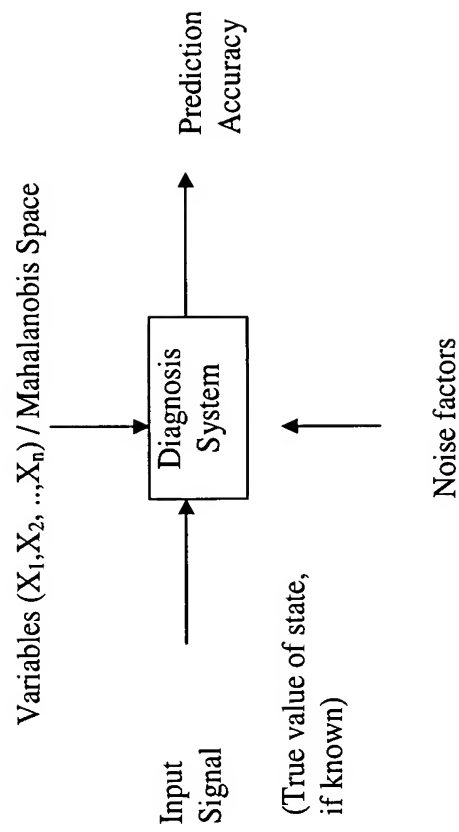 Variables (X₁,X₂, ..,Xₙ) / Mahalanobis Space
Input
Signal
(True value of state,
if known)
Diagnosis
System
Prediction
Accuracy
Noise factors